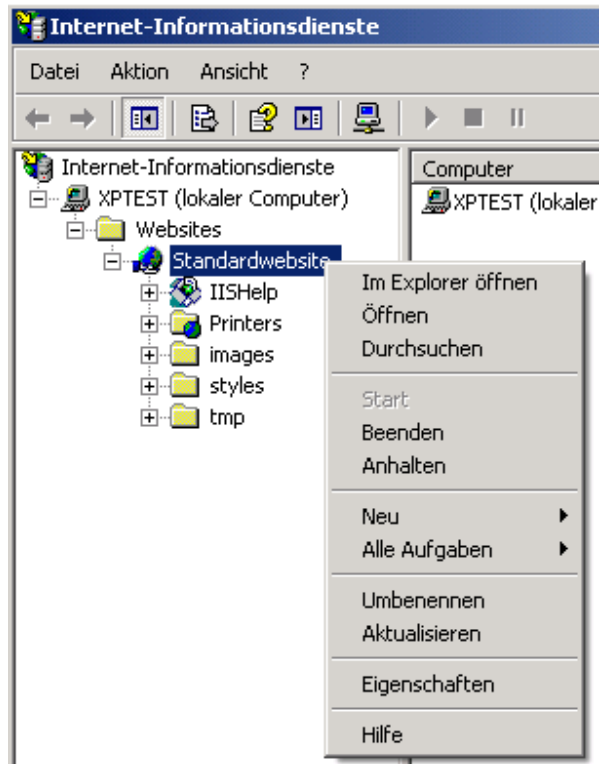 Internet-Informationsdienste
Datei Aktion Ansicht ?
Internet-Informationsdienste
XPTEST (lokaler Computer)
Websites
Standardwebsite
IISHelp
Printers
images
styles
tmp
Computer
XPTEST (lokaler
Im Explorer öffnen
Öffnen
Durchsuchen
Start
Beenden
Anhalten
Neu
Alle Aufgaben
Umbenennen
Aktualisieren
Eigenschaften
Hilfe